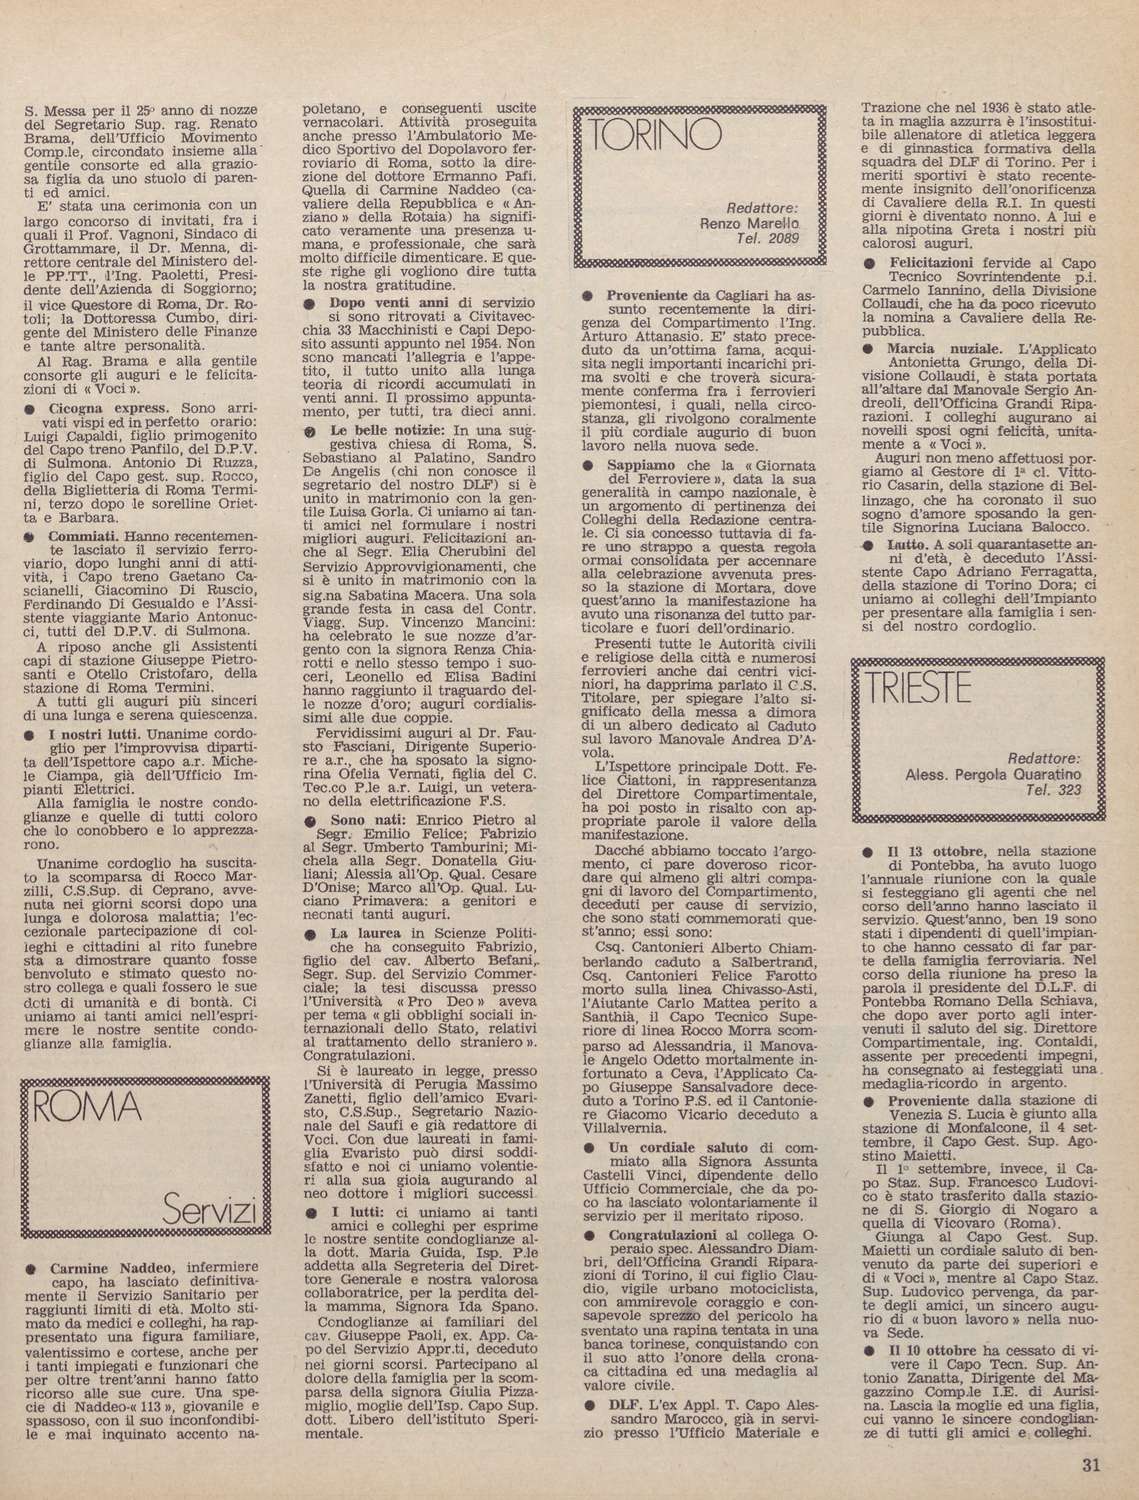 S. Messa per il 25º anno di nozze
del Segretario Sup. rag. Renato
Brama, dell'Ufficio Movimento
Comp.le, circondato insieme alla
gentile consorte ed alla grazio-
sa figlia da uno stuolo di paren-
ti ed amici.
E' stata una cerimonia con un
largo concorso di invitati, fra i
quali il Prof. Vagnoni, Sindaco di
Grottammare, il Dr. Menna, di-
rettore centrale del Ministero del-
le PP.TT., l'Ing. Paoletti, Presi-
dente dell'Azienda di Soggiorno;
il vice Questore di Roma, Dr. Ro-
toli; la Dottoressa Cumbo, diri-
gente del Ministero delle Finanze
e tante altre personalità.
Al Rag. Brama e alla gentile
consorte gli auguri e le felicita-
zioni di « Voci ».
● Cicogna express. Sono arri-
vati vispi ed in perfetto orario:
Luigi Capaldi, figlio primogenito
del Capo treno Panfilo, del D.P.V.
di Sulmona. Antonio Di Ruzza,
figlio del Capo gest. sup. Rocco,
della Biglietteria di Roma Termi-
ni, terzo dopo le sorelline Oriet-
ta e Barbara.
● Commiati. Hanno recentemen-
te lasciato il servizio ferro-
viario, dopo lunghi anni di atti-
vità, i Capo treno Gaetano Ca-
scianelli, Giacomino Di Ruscio,
Ferdinando Di Gesualdo e l'Assi-
stente viaggiante Mario Antonuc-
ci, tutti del D.P.V. di Sulmona.
A riposo anche gli Assistenti
capi di stazione Giuseppe Pietro-
santi e Otello Cristofaro, della
stazione di Roma Termini.
A tutti gli auguri più sinceri
di una lunga e serena quiescenza.
● I nostri lutti. Unanime cordo-
glio per l'improvvisa diparti-
ta dell'Ispettore capo a.r. Miche-
le Ciampa, già dell'Ufficio Im-
pianti Elettrici.
Alla famiglia le nostre condo-
glianze e quelle di tutti coloro
che lo conobbero e lo apprezza-
rono.
Unanime cordoglio ha suscita-
to la scomparsa di Rocco Mar-
zilli, C.S.Sup. di Ceprano, avve-
nuta nei giorni scorsi dopo una
lunga e dolorosa malattia; l'ec-
cezionale partecipazione di col-
leghi e cittadini al rito funebre
sta a dimostrare quanto fosse
benvoluto e stimato questo no-
stro collega e quali fossero le sue
doti di umanità e di bontà. Ci
uniamo ai tanti amici nell'espri-
mere le nostre sentite condo-
glianze alla famiglia.
ROMA
Servizi
● Carmine Naddeo, infermiere
capo, ha lasciato definitiva-
mente il Servizio Sanitario per
raggiunti limiti di età. Molto sti-
mato da medici e colleghi, ha rap-
presentato una figura familiare,
valentissimo e cortese, anche per
i tanti impiegati e funzionari che
per oltre trent'anni hanno fatto
ricorso alle sue cure. Una spe-
cie di Naddeo-« 113 », giovanile e
spassoso, con il suo inconfondibi-
le e mai inquinato accento na-
poletano, e conseguenti uscite
vernacolari. Attività proseguita
anche presso l'Ambulatorio Me-
dico Sportivo del Dopolavoro fer-
roviario di Roma, sotto la dire-
zione del dottore Ermanno Pafi.
Quella di Carmine Naddeo (ca-
valiere della Repubblica e « An-
ziano » della Rotaia) ha signifi-
cato veramente una presenza u-
mana, e professionale, che sarà
molto difficile dimenticare. E que-
ste righe gli vogliono dire tutta
la nostra gratitudine.
● Dopo venti anni di servizio
si sono ritrovati a Civitavec-
chia 33 Macchinisti e Capi Depo-
sito assunti appunto nel 1954. Non
sono mancati l'allegria e l'appe-
tito, il tutto unito alla lunga
teoria di ricordi accumulati in
venti anni. Il prossimo appunta-
mento, per tutti, tra dieci anni.
● Le belle notizie: In una sug-
gestiva chiesa di Roma, S.
Sebastiano al Palatino, Sandro
De Angelis (chi non conosce il
segretario del nostro DLF) si è
unito in matrimonio con la gen-
tile Luisa Gorla. Ci uniamo ai tan-
ti amici nel formulare i nostri
migliori auguri. Felicitazioni an-
che al Segr. Elia Cherubini del
Servizio Approvvigionamenti, che
si è unito in matrimonio con la
sig.na Sabatina Macera. Una sola
grande festa in casa del Contr.
Viagg. Sup. Vincenzo Mancini:
ha celebrato le sue nozze d'ar-
gento con la signora Renza Chia-
rotti e nello stesso tempo i suo-
ceri, Leonello ed Elisa Badini
hanno raggiunto il traguardo del-
le nozze d'oro; auguri cordialis-
simi alle due coppie.
Fervidissimi auguri al Dr. Fau-
sto Fasciani, Dirigente Superio-
re a.r., che ha sposato la signo-
rina Ofelia Vernati, figlia del C.
Tec.co P.le a.r. Luigi, un vetera-
no della elettrificazione F.S.
● Sono nati: Enrico Pietro al
Segr. Emilio Felice; Fabrizio
al Segr. Umberto Tamburini; Mi-
chela alla Segr. Donatella Giu-
liani; Alessia all'Op. Qual. Cesare
D'Onise; Marco all'Op. Qual. Lu-
ciano Primavera: a genitori e
neonati tanti auguri.
● La laurea in Scienze Politi-
che ha conseguito Fabrizio,
figlio del cav. Alberto Befani,
Segr. Sup. del Servizio Commer-
ciale; la tesi discussa presso
l'Università « Pro Deo » aveva
per tema « gli obblighi sociali in-
ternazionali dello Stato, relativi
al trattamento dello straniero ».
Congratulazioni.
Si è laureato in legge, presso
l'Università di Perugia Massimo
Zanetti, figlio dell'amico Evari-
sto, C.S.Sup., Segretario Nazio-
nale del Saufi e già redattore di
Voci. Con due laureati in fami-
glia Evaristo può dirsi soddi-
sfatto e noi ci uniamo volentie-
ri alla sua gioia augurando al
neo dottore i migliori successi.
● I lutti: ci uniamo ai tanti
amici e colleghi per esprime
le nostre sentite condoglianze al-
la dott. Maria Guida, Isp. P.le
addetta alla Segreteria del Diret-
tore Generale e nostra valorosa
collaboratrice, per la perdita del-
la mamma, Signora Ida Spano.
Condoglianze ai familiari del
cav. Giuseppe Paoli, ex. App. Ca-
po del Servizio Appr.ti, deceduto
nei giorni scorsi. Partecipano al
dolore della famiglia per la scom-
parsa della signora Giulia Pizza-
miglio, moglie dell'Isp. Capo Sup.
dott. Libero dell'istituto Speri-
mentale.
TORINO
Redattore:
Renzo Marello
Tel. 2089
● Proveniente da Cagliari ha as-
sunto recentemente la diri-
genza del Compartimento l'Ing.
Arturo Attanasio. E' stato prece-
duto da un'ottima fama, acqui-
sita negli importanti incarichi pri-
ma svolti e che troverà sicura-
mente conferma fra i ferrovieri
piemontesi, i quali, nella circo-
stanza, gli rivolgono coralmente
il più cordiale augurio di buon
lavoro nella nuova sede.
● Sappiamo che la « Giornata
del Ferroviere », data la sua
generalità in campo nazionale, è
un argomento di pertinenza dei
Colleghi della Redazione centra-
le. Ci sia concesso tuttavia di fa-
re uno strappo a questa regola
ormai consolidata per accennare
alla celebrazione avvenuta pres-
so la stazione di Mortara, dove
quest'anno la manifestazione ha
avuto una risonanza del tutto par-
ticolare e fuori dell'ordinario.
Presenti tutte le Autorità civili
e religiose della città e numerosi
ferrovieri anche dai centri vici-
niori, ha dapprima parlato il C.S.
Titolare, per spiegare l'alto si-
gnificato della messa a dimora
di un albero dedicato al Caduto
sul lavoro Manovale Andrea D'A-
vola.
L'Ispettore principale Dott. Fe-
lice Ciattoni, in rappresentanza
del Direttore Compartimentale,
ha poi posto in risalto con ap-
propriate parole il valore della
manifestazione.
Dacché abbiamo toccato l'argo-
mento, ci pare doveroso ricor-
dare qui almeno gli altri compa-
gni di lavoro del Compartimento,
deceduti per cause di servizio,
che sono stati commemorati que-
st'anno; essi sono:
Csq. Cantonieri Alberto Chiam-
berlando caduto a Salbertrand,
Csq. Cantonieri Felice Farotto
morto sulla linea Chivasso-Asti,
l'Aiutante Carlo Mattea perito a
Santhià, il Capo Tecnico Supe-
riore di linea Rocco Morra scom-
parso ad Alessandria, il Manova-
le Angelo Odetto mortalmente in-
fortunato a Ceva, l'Applicato Ca-
po Giuseppe Sansalvadore dece-
duto a Torino P.S. ed il Cantonie-
re Giacomo Vicario deceduto a
Villalvernia.
● Un cordiale saluto di com-
miato alla Signora Assunta
Castelli Vinci, dipendente dello
Ufficio Commerciale, che da po-
co ha lasciato volontariamente il
servizio per il meritato riposo.
● Congratulazioni al collega O-
peraio spec. Alessandro Diam-
bri, dell'Officina Grandi Ripara-
zioni di Torino, il cui figlio Clau-
dio, vigile urbano motociclista,
con ammirevole coraggio e con-
sapevole sprezzo del pericolo ha
sventato una rapina tentata in una
banca torinese, conquistando con
il suo atto l'onore della crona-
ca cittadina ed una medaglia al
valore civile.
● DLF. L'ex Appl. T. Capo Ales-
sandro Marocco, già in servi-
zio presso l'Ufficio Materiale e
Trazione che nel 1936 è stato atle-
ta in maglia azzurra è l'insostitui-
bile allenatore di atletica leggera
e di ginnastica formativa della
squadra del DLF di Torino. Per i
meriti sportivi è stato recente-
mente insignito dell'onorificenza
di Cavaliere della R.I. In questi
giorni è diventato nonno. A lui e
alla nipotina Greta i nostri più
calorosi auguri.
● Felicitazioni fervide al Capo
Tecnico Sovrintendente p.i.
Carmelo Iannino, della Divisione
Collaudi, che ha da poco ricevuto
la nomina a Cavaliere della Re-
pubblica.
● Marcia nuziale. L'Applicato
Antonietta Grungo, della Di-
visione Collaudi, è stata portata
all'altare dal Manovale Sergio An-
dreoli, dell'Officina Grandi Ripa-
razioni. I colleghi augurano ai
novelli sposi ogni felicità, unita-
mente a « Voci ».
Auguri non meno affettuosi por-
giamo al Gestore di 1ª cl. Vitto-
rio Casarin, della stazione di Bel-
linzago, che ha coronato il suo
sogno d'amore sposando la gen-
tile Signorina Luciana Balocco.
● Lutto. A soli quarantasette an-
ni d'età, è deceduto l'Assi-
stente Capo Adriano Ferragatta,
della stazione di Torino Dora; ci
uniamo ai colleghi dell'Impianto
per presentare alla famiglia i sen-
si del nostro cordoglio.
TRIESTE
Redattore:
Aless. Pergola Quaratino
Tel. 323
● Il 13 ottobre, nella stazione
di Pontebba, ha avuto luogo
l'annuale riunione con la quale
si festeggiano gli agenti che nel
corso dell'anno hanno lasciato il
servizio. Quest'anno, ben 19 sono
stati i dipendenti di quell'impian-
to che hanno cessato di far par-
te della famiglia ferroviaria. Nel
corso della riunione ha preso la
parola il presidente del D.L.F. di
Pontebba Romano Della Schiava,
che dopo aver porto agli inter-
venuti il saluto del sig. Direttore
Compartimentale, ing. Contaldi,
assente per precedenti impegni,
ha consegnato ai festeggiati una
medaglia-ricordo in argento.
● Proveniente dalla stazione di
Venezia S. Lucia è giunto alla
stazione di Monfalcone, il 4 set-
tembre, il Capo Gest. Sup. Ago-
stino Maietti.
Il 1º settembre, invece, il Ca-
po Staz. Sup. Francesco Ludovi-
co è stato trasferito dalla stazio-
ne di S. Giorgio di Nogaro a
quella di Vicovaro (Roma).
Giunga al Capo Gest. Sup.
Maietti un cordiale saluto di ben-
venuto da parte dei superiori e
di « Voci », mentre al Capo Staz.
Sup. Ludovico pervenga, da par-
te degli amici, un sincero augu-
rio di « buon lavoro » nella nuo-
va Sede.
● Il 10 ottobre ha cessato di vi-
vere il Capo Tecn. Sup. An-
tonio Zanatta, Dirigente del Ma-
gazzino Comp.le I.E. di Aurisi-
na. Lascia la moglie ed una figlia,
cui vanno le sincere condoglian-
ze di tutti gli amici e colleghi.
31